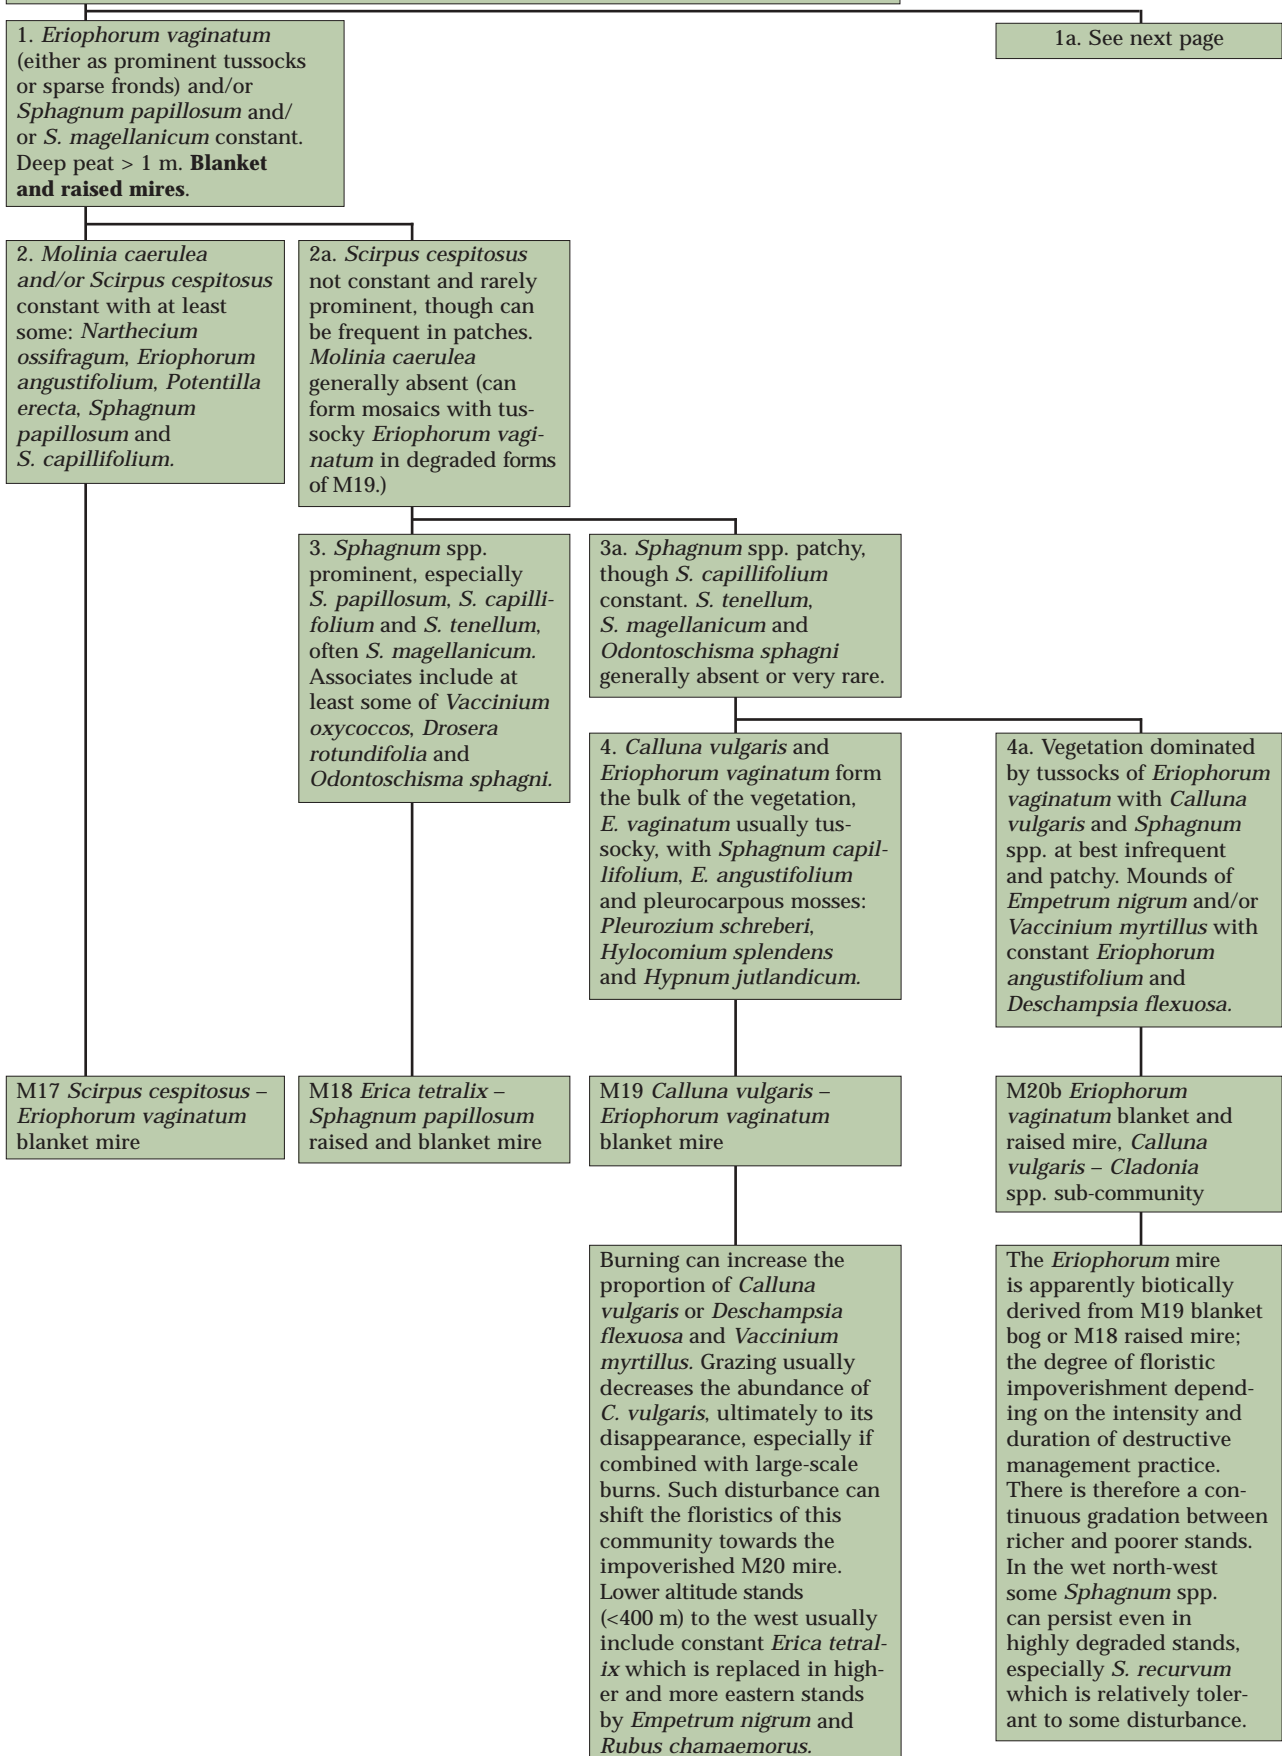 1. Eriophorum vaginatum
(either as prominent tussocks
or sparse fronds) and/or
Sphagnum papillosum and/
or S. magellanicum constant.
Deep peat > 1 m. Blanket
and raised mires.
1a. See next page
2. Molinia caerulea
and/or Scirpus cespitosus
constant with at least
some: Narthecium
ossifragum, Eriophorum
angustifolium, Potentilla
erecta, Sphagnum
papillosum and
S. capillifolium.
2a. Scirpus cespitosus
not constant and rarely
prominent, though can
be frequent in patches.
Molinia caerulea
generally absent (can
form mosaics with tus-
socky Eriophorum vagi-
natum in degraded forms
of M19.)
3. Sphagnum spp.
prominent, especially
S. papillosum, S. capilli-
folium and S. tenellum,
often S. magellanicum.
Associates include at
least some of Vaccinium
oxycoccos, Drosera
rotundifolia and
Odontoschisma sphagni.
3a. Sphagnum spp. patchy,
though S. capillifolium
constant. S. tenellum,
S. magellanicum and
Odontoschisma sphagni
generally absent or very rare.
4. Calluna vulgaris and
Eriophorum vaginatum form
the bulk of the vegetation,
E. vaginatum usually tus-
socky, with Sphagnum capil-
lifolium, E. angustifolium
and pleurocarpous mosses:
Pleurozium schreberi,
Hylocomium splendens
and Hypnum jutlandicum.
4a. Vegetation dominated
by tussocks of Eriophorum
vaginatum with Calluna
vulgaris and Sphagnum
spp. at best infrequent
and patchy. Mounds of
Empetrum nigrum and/or
Vaccinium myrtillus with
constant Eriophorum
angustifolium and
Deschampsia flexuosa.
M17 Scirpus cespitosus –
Eriophorum vaginatum
blanket mire
M18 Erica tetralix –
Sphagnum papillosum
raised and blanket mire
M19 Calluna vulgaris –
Eriophorum vaginatum
blanket mire
M20b Eriophorum
vaginatum blanket and
raised mire, Calluna
vulgaris – Cladonia
spp. sub-community
Burning can increase the
proportion of Calluna
vulgaris or Deschampsia
flexuosa and Vaccinium
myrtillus. Grazing usually
decreases the abundance of
C. vulgaris, ultimately to its
disappearance, especially if
combined with large-scale
burns. Such disturbance can
shift the floristics of this
community towards the
impoverished M20 mire.
Lower altitude stands
(<400 m) to the west usually
include constant Erica tetral-
ix which is replaced in high-
er and more eastern stands
by Empetrum nigrum and
Rubus chamaemorus.
The Eriophorum mire
is apparently biotically
derived from M19 blanket
bog or M18 raised mire;
the degree of floristic
impoverishment depend-
ing on the intensity and
duration of destructive
management practice.
There is therefore a con-
tinuous gradation between
richer and poorer stands.
In the wet north-west
some Sphagnum spp.
can persist even in
highly degraded stands,
especially S. recurvum
which is relatively toler-
ant to some disturbance.